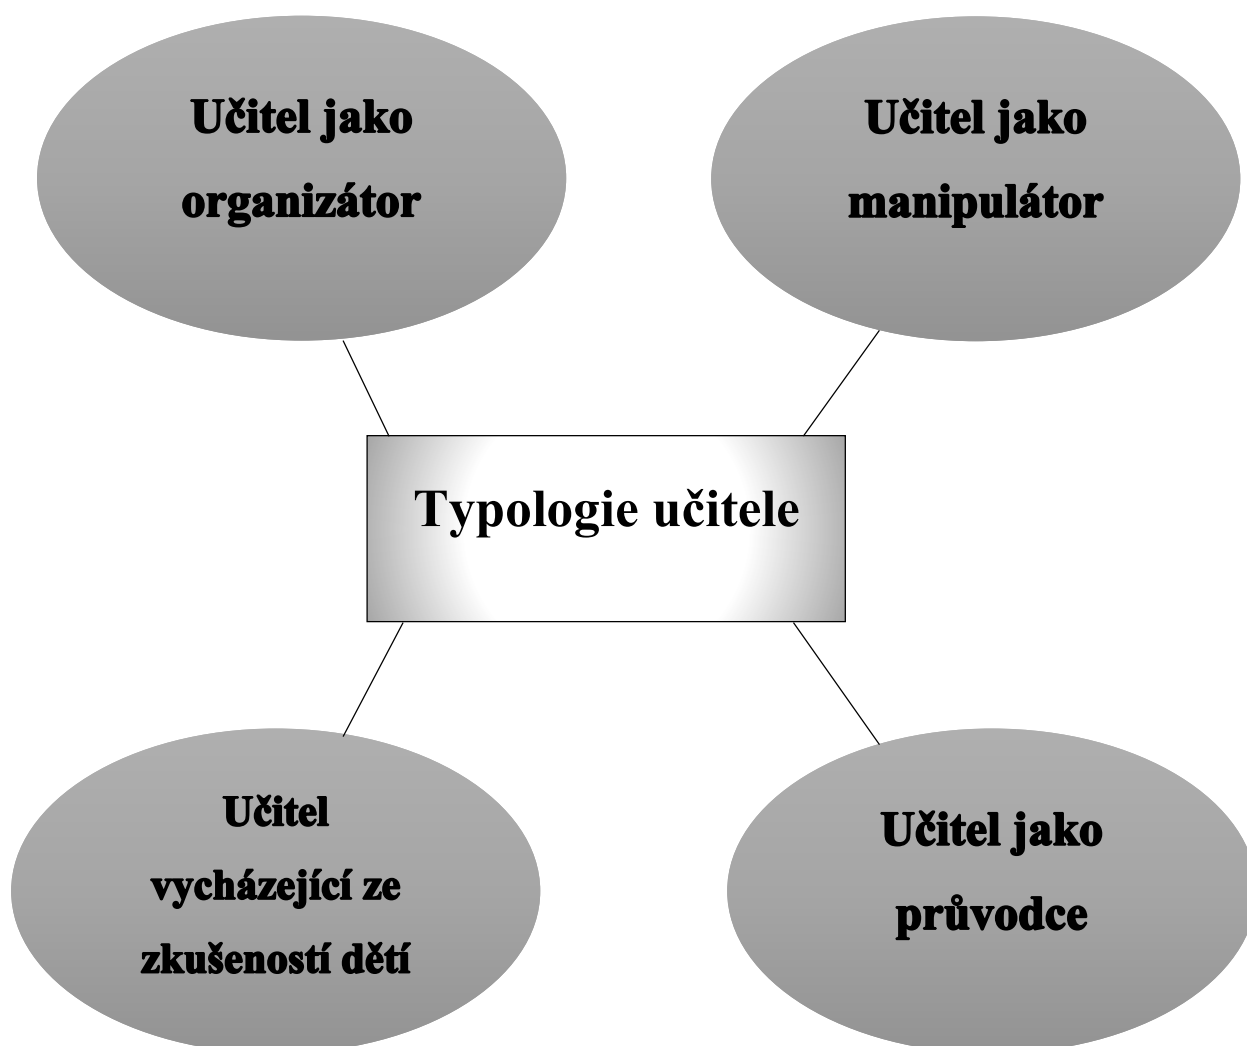 Učitel jako
organizátor
Učitel jako
manipulátor
Typologie učitele
Učitel
vycházející ze
zkušeností dětí
Učitel jako
průvodce